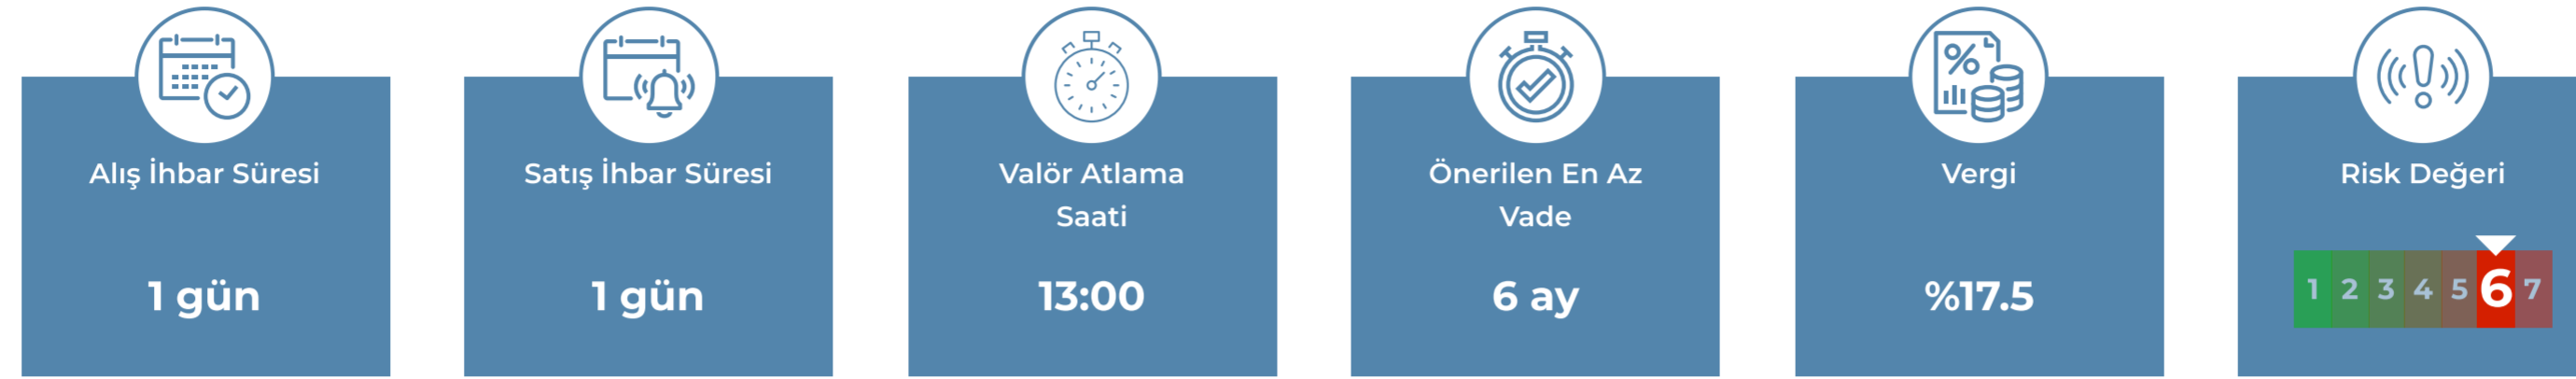 Alış İhbar Süresi
1 gün
Satış İhbar Süresi
1 gün
Valör Atlama
Saati
13:00
Önerilen En Az
Vade
6 ay
%
Vergi
%17.5
Risk Değeri
1 2 3 4 5 6 7